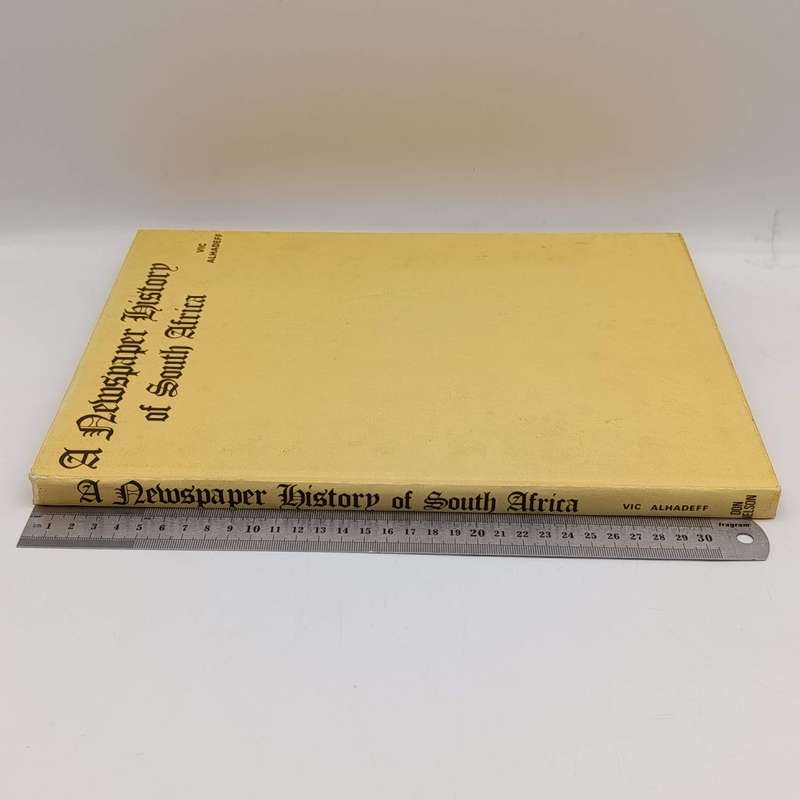 A Newspaper History
of South Africa
VIC
ALHADEFF
A Newspaper History of South Africa VIC ALHADEFF DON
NELSON
cm 1 2 3 4 5 6 7 8 9 10 11 12 13 14 15 16 17 18 19 20 21 22 23 24 25 26 27 28 29 30
fragram